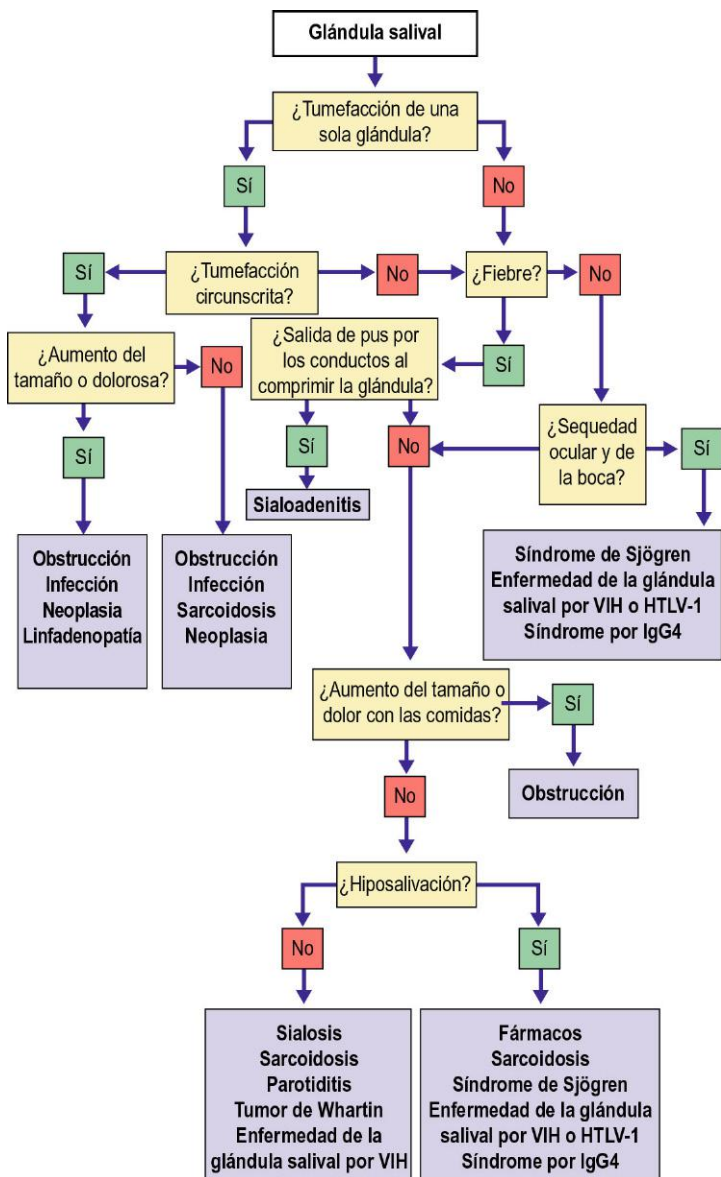 Glándula salival
¿Tumefacción de una
sola glándula?
Sí
No
Sí
¿Tumefacción
circunscrita?
No
¿Fiebre?
No
¿Aumento del
tamaño o dolorosa?
No
¿Salida de pus por
los conductos al
comprimir la glándula?
Sí
Sí
Sí
No
¿Sequedad
ocular y de
la boca?
Sí
Sialoadenitis
Obstrucción
Infección
Neoplasia
Linfadenopatía
Obstrucción
Infección
Sarcoidosis
Neoplasia
Síndrome de Sjögren
Enfermedad de la glándula
salival por VIH o HTLV-1
Síndrome por IgG4
¿Aumento del tamaño o
dolor con las comidas?
Sí
No
Obstrucción
¿Hiposalivación?
No
Sí
Sialosis
Sarcoidosis
Parotiditis
Tumor de Whartin
Enfermedad de la
glándula salival por VIH
Fármacos
Sarcoidosis
Síndrome de Sjögren
Enfermedad de la glándula
salival por VIH o HTLV-1
Síndrome por IgG4